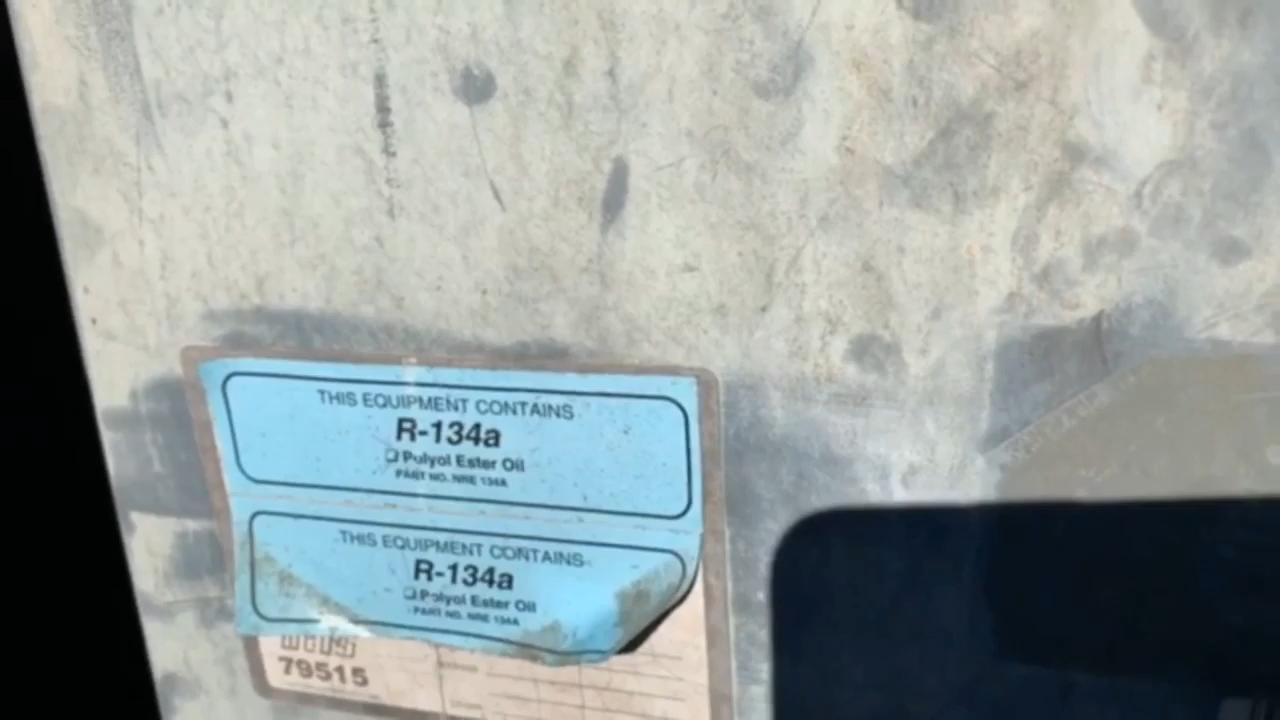 THIS EQUIPMENT CONTAINS
R-134a
Polyol Ester Oil
PART NO. NRE 134A
THIS EQUIPMENT CONTAINS
R-134a
Polyol Ester Oil
PART NO. NRE 134A
79515